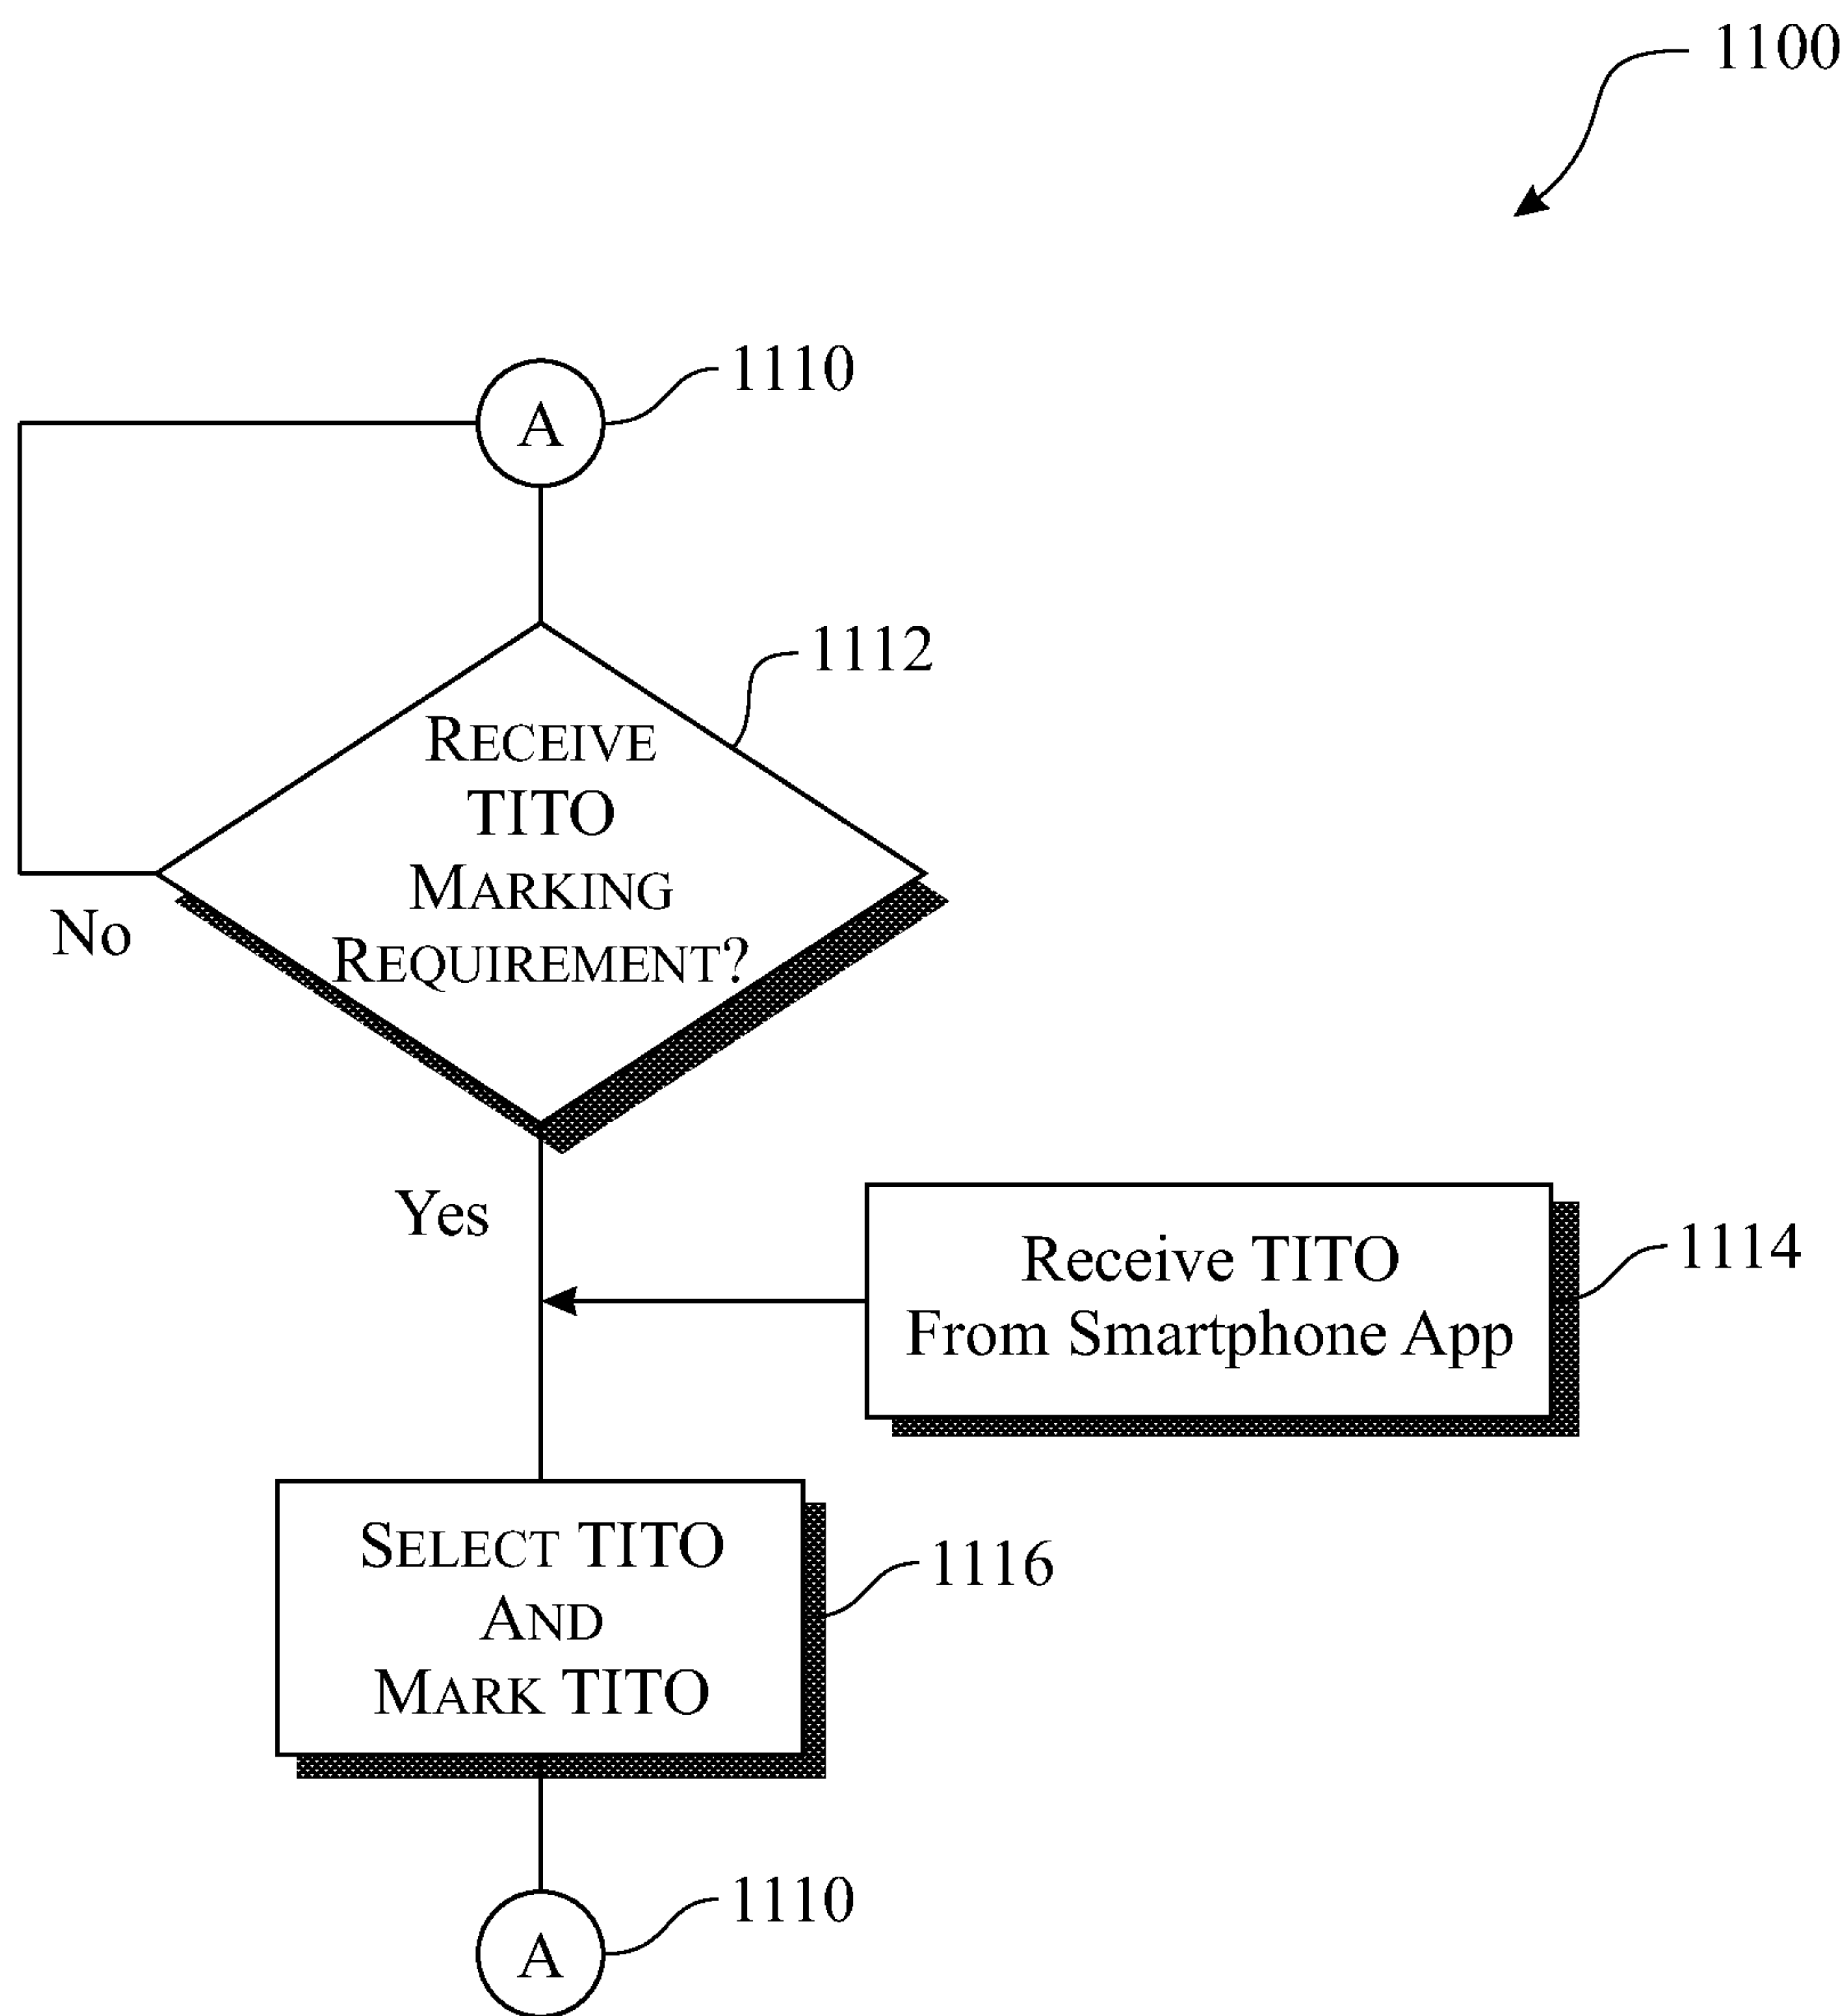 1100
A
1110
1112
RECEIVE
TITO
MARKING
REQUIREMENT?
No
Yes
Receive TITO
From Smartphone App
1114
SELECT TITO
AND
MARK TITO
1116
A
1110